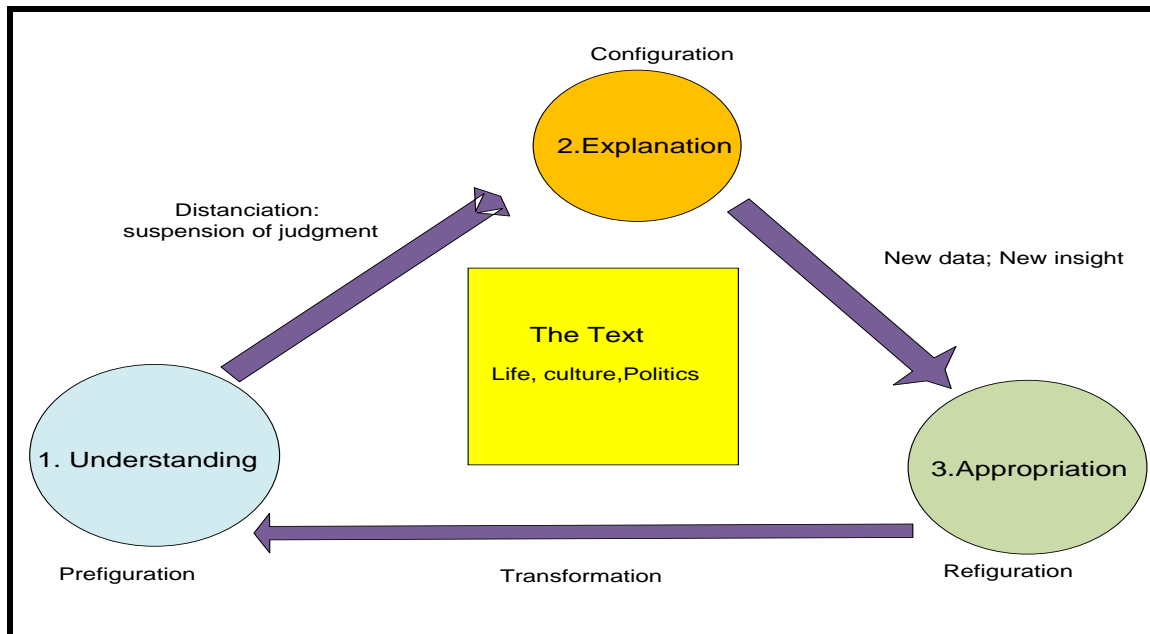 Configuration
2.Explanation
Distanciation:
suspension of judgment
New data; New insight
The Text
Life, culture,Politics
1. Understanding
3.Appropriation
Prefiguration
Transformation
Refiguration